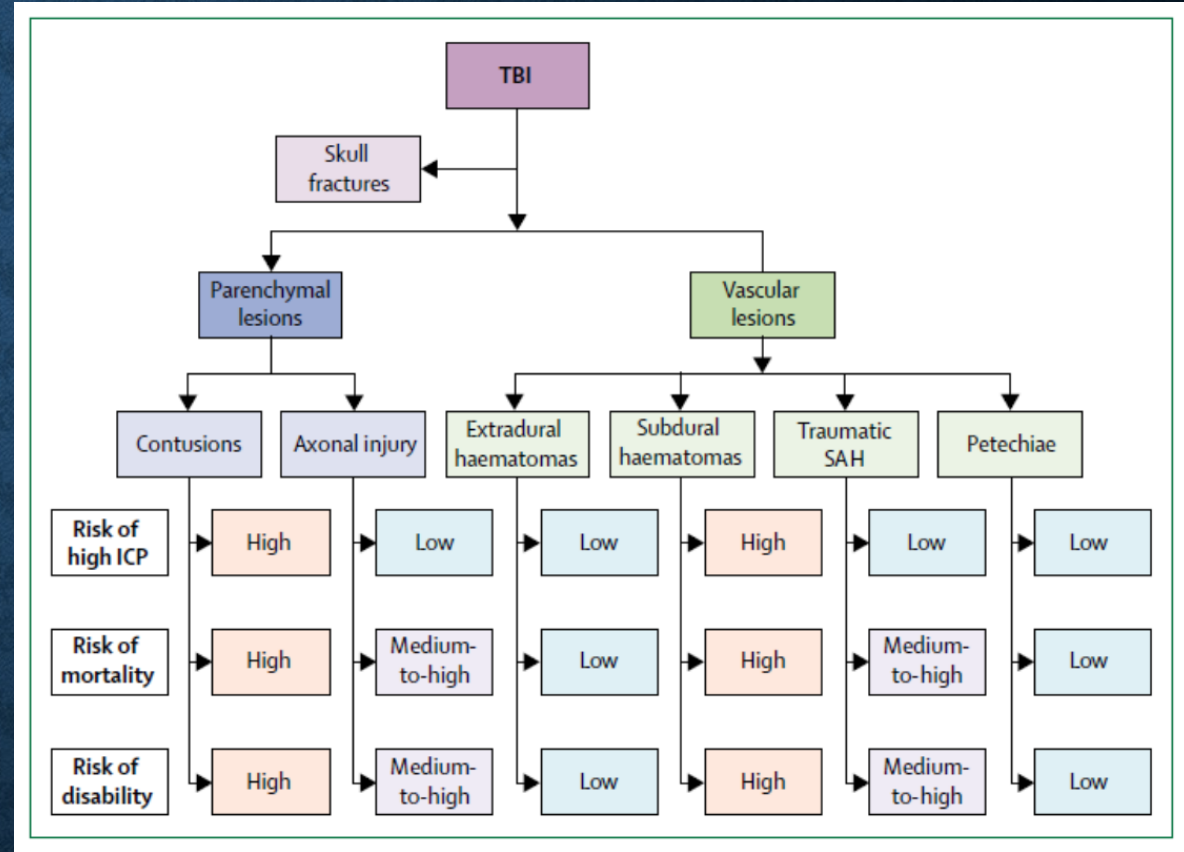 TBI
Skull
fractures
Parenchymal
lesions
Vascular
lesions
Contusions
Axonal injury
Extradural
haematomas
Subdural
haematomas
Traumatic
SAH
Petechiae
Risk of
high ICP
High
Low
Low
High
Low
Low
Risk of
mortality
High
Medium-
to-high
Low
High
Medium-
to-high
Low
Risk of
disability
High
Medium-
to-high
Low
High
Medium-
to-high
Low